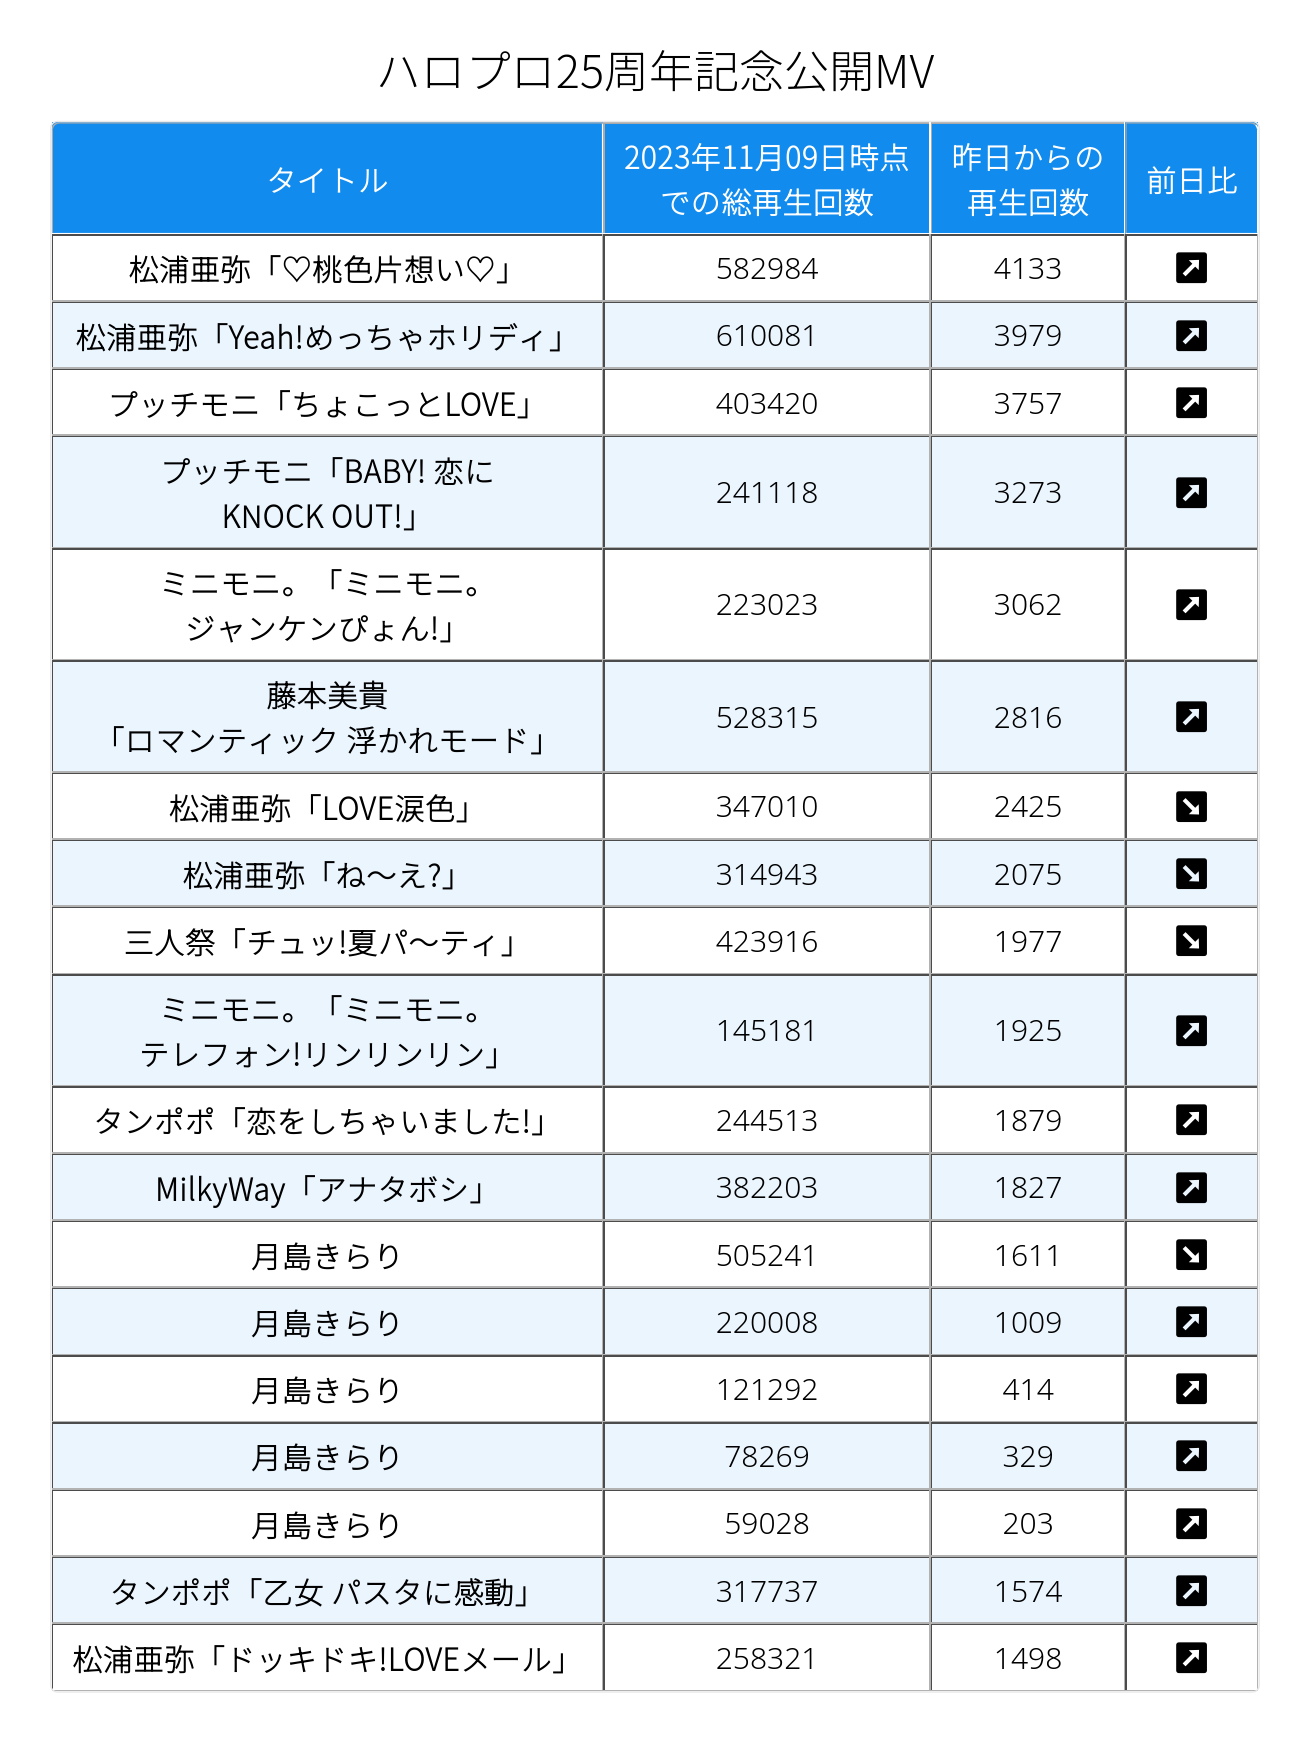 ハロプロ25周年記念公開MV
タイトル
2023年11月09日時点
での総再生回数
昨日からの
再生回数
前日比
松浦亜弥「♡桃色片想い♡」 582984 4133 ↗
松浦亜弥「Yeah!めっちゃホリディ」 610081 3979 ↗
プッチモニ「ちょこっとLOVE」 403420 3757 ↗
プッチモニ「BABY! 恋に
KNOCK OUT!」 241118 3273 ↗
ミニモニ。「ミニモニ。
ジャンケンぴょん!」 223023 3062 ↗
藤本美貴
「ロマンティック 浮かれモード」 528315 2816 ↗
松浦亜弥「LOVE涙色」 347010 2425 ↘
松浦亜弥「ね〜え?」 314943 2075 ↘
三人祭「チュッ!夏パ〜ティ」 423916 1977 ↘
ミニモニ。「ミニモニ。
テレフォン!リンリンリン」 145181 1925 ↗
タンポポ「恋をしちゃいました!」 244513 1879 ↗
MilkyWay「アナタボシ」 382203 1827 ↗
月島きらり 505241 1611 ↘
月島きらり 220008 1009 ↗
月島きらり 121292 414 ↗
月島きらり 78269 329 ↗
月島きらり 59028 203 ↗
タンポポ「乙女 パスタに感動」 317737 1574 ↗
松浦亜弥「ドッキドキ!LOVEメール」 258321 1498 ↗